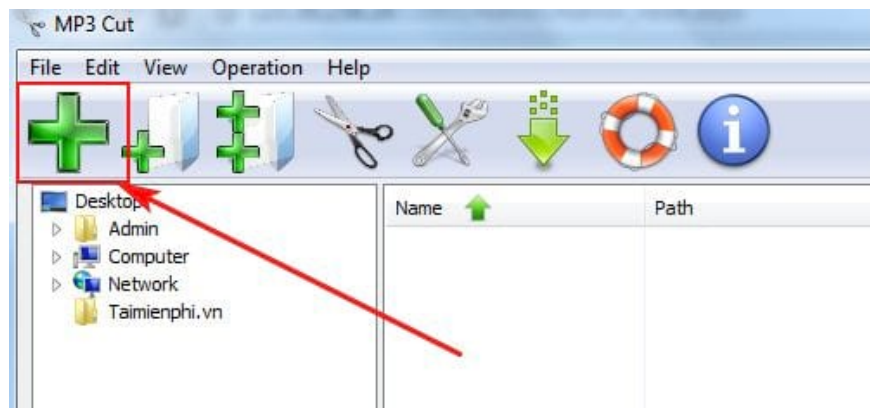 MP3 Cut
File Edit View Operation Help
Desktop
Name Path
Admin
Computer
Network
Taimienphi.vn